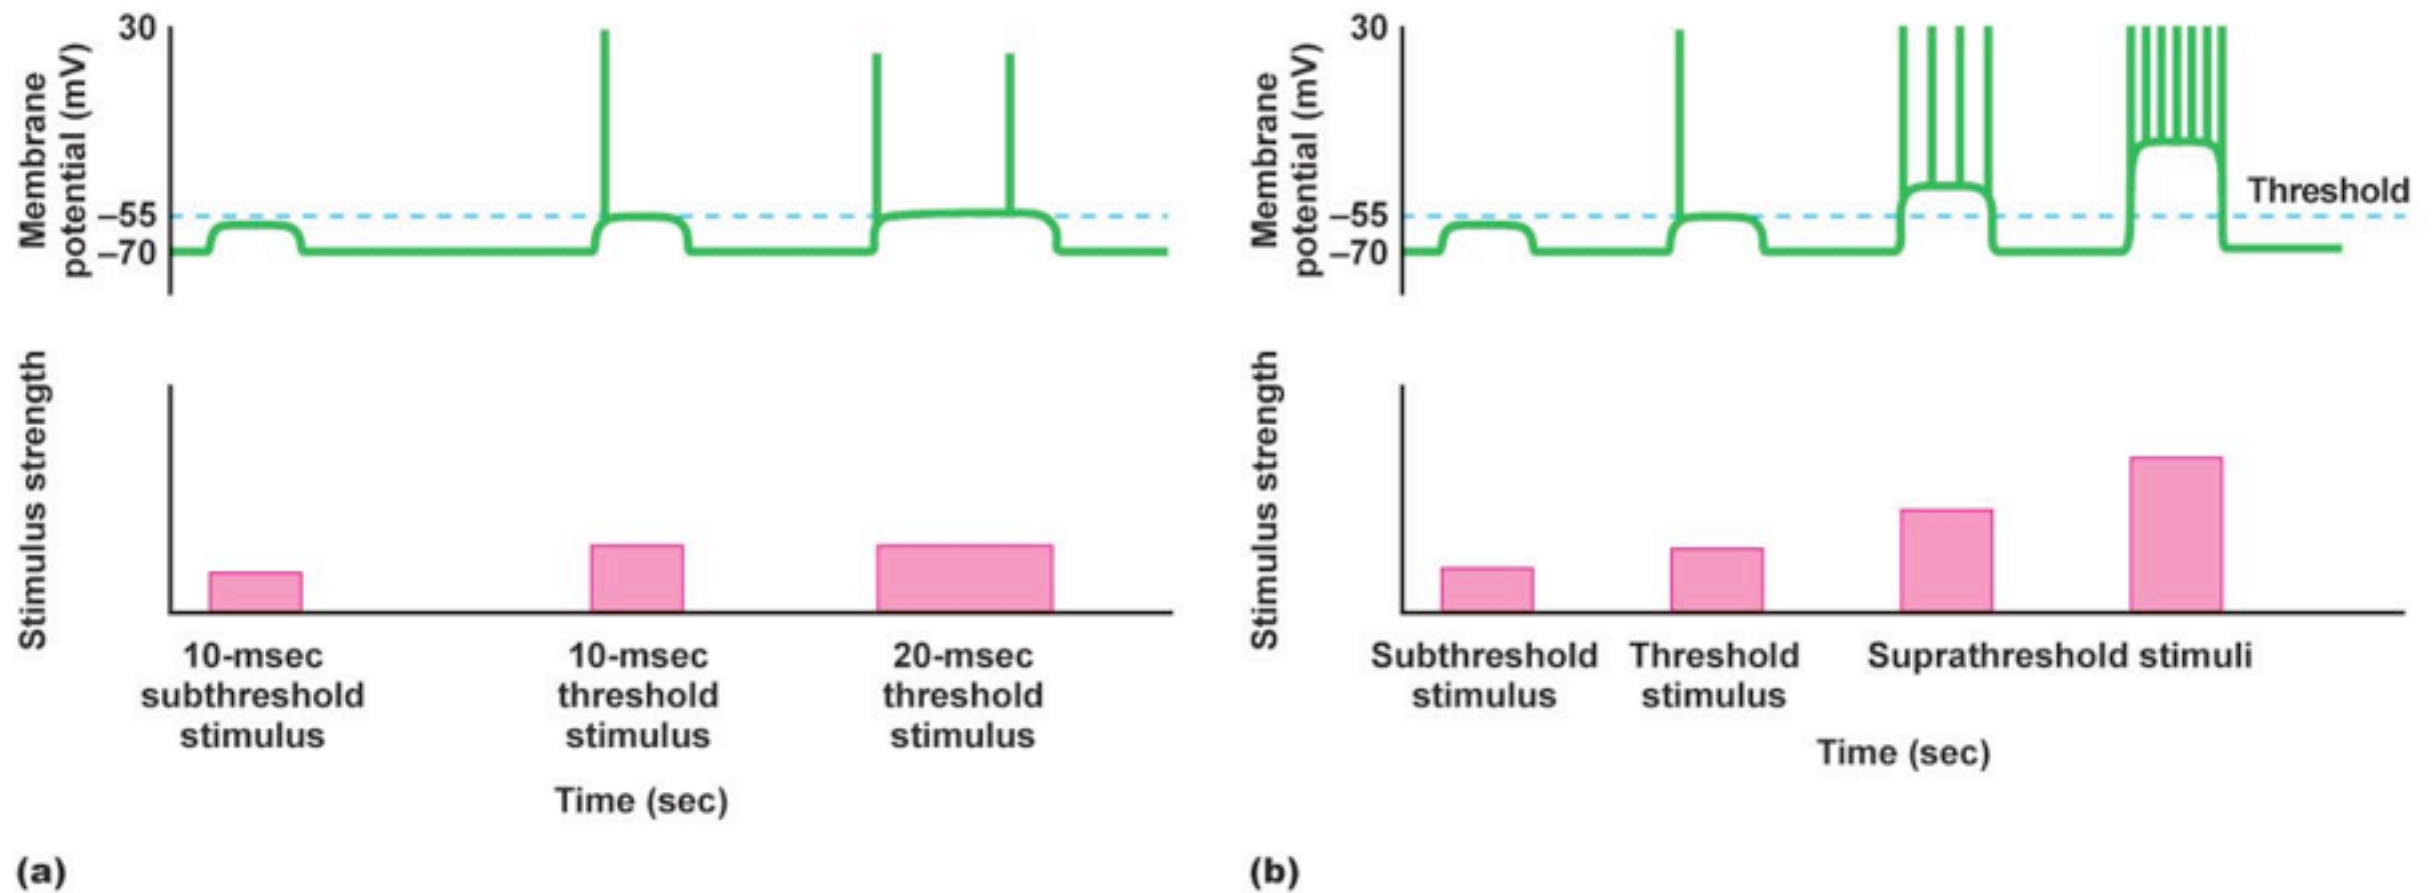 30
Membrane
potential (mV)
–55
–70
Stimulus strength
10-msec
subthreshold
stimulus
10-msec
threshold
stimulus
20-msec
threshold
stimulus
Time (sec)
(a)
30
Membrane
potential (mV)
–55
–70
Threshold
Stimulus strength
Subthreshold
stimulus
Threshold
stimulus
Suprathreshold stimuli
Time (sec)
(b)